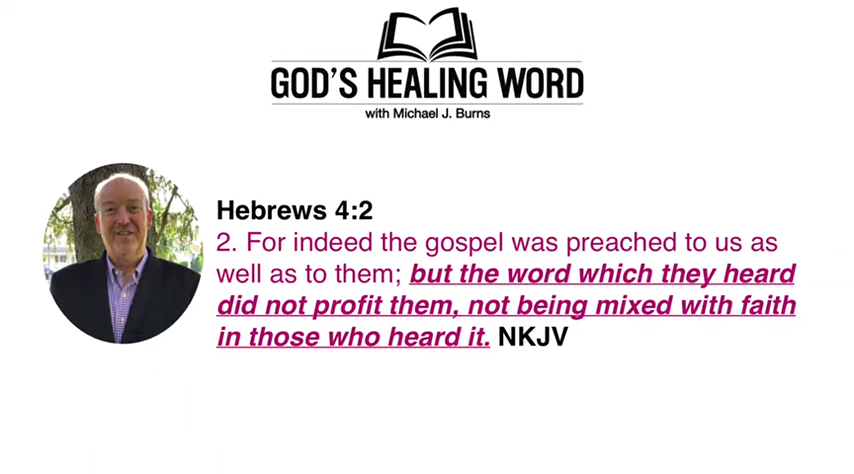 GOD'S HEALING WORD
with Michael J. Burns
Hebrews 4:2
2. For indeed the gospel was preached to us as
well as to them; but the word which they heard
did not profit them, not being mixed with faith
in those who heard it. NKJV